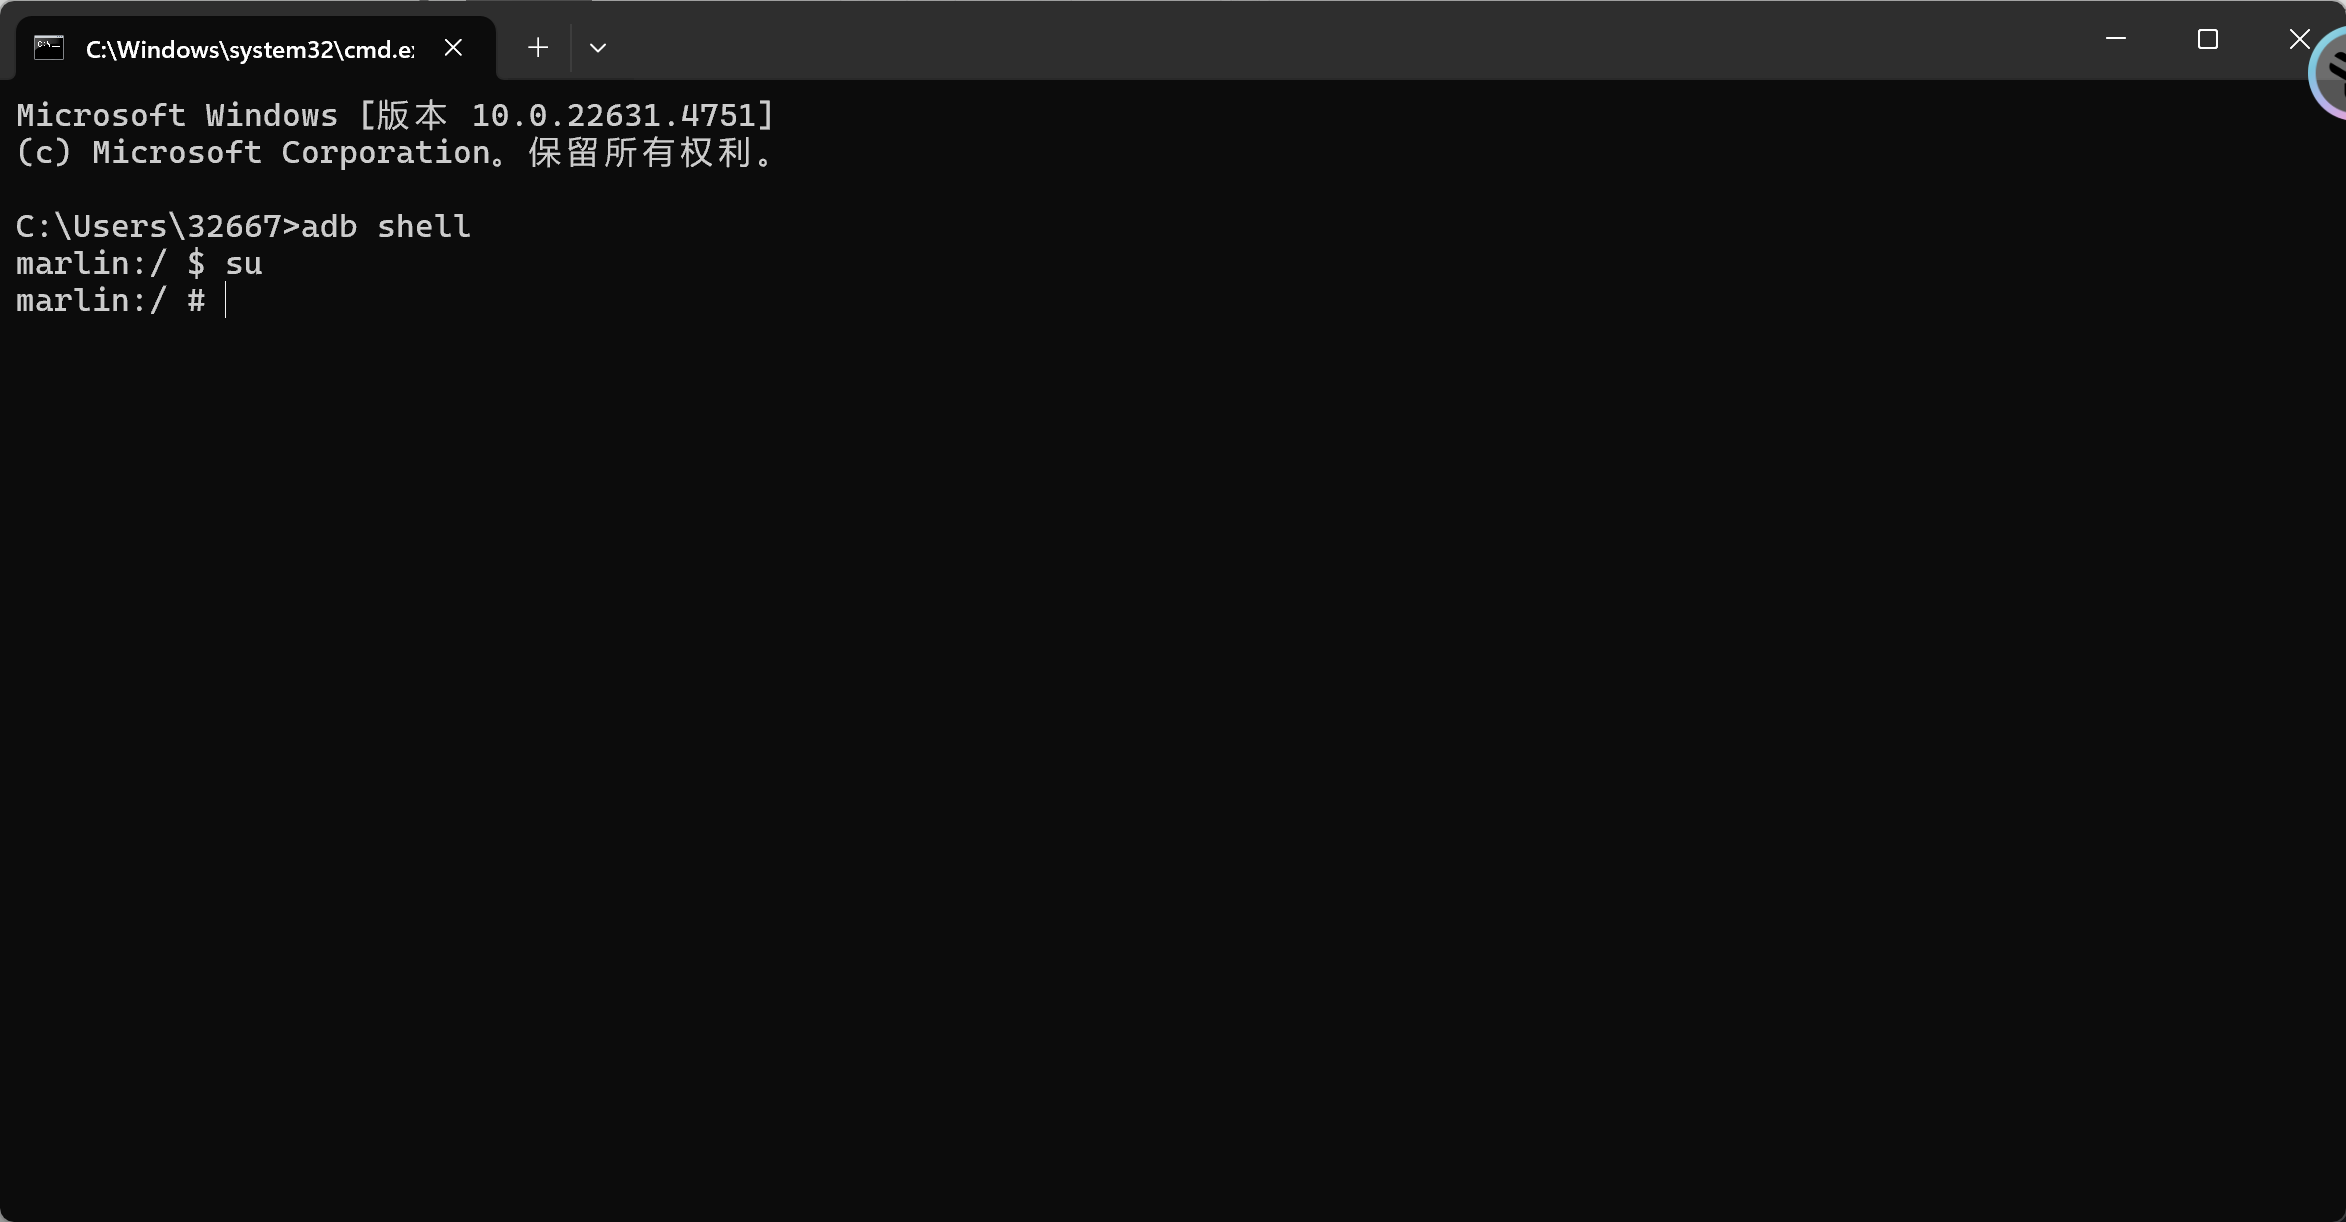 C:\Windows\system32\cmd.e
Microsoft Windows [版本 10.0.22631.4751]
(c) Microsoft Corporation。保留所有权利。
C:\Users\32667>adb shell
marlin:/ $ su
marlin:/ #